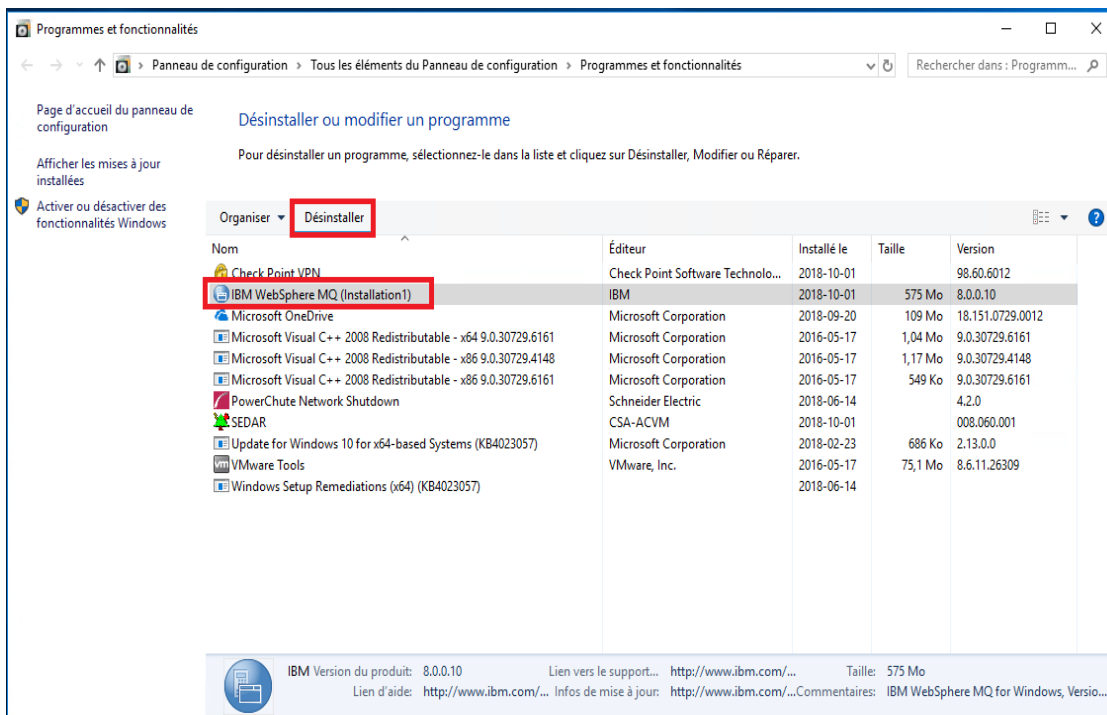 Programmes et fonctionnalités
Panneau de configuration > Tous les éléments du Panneau de configuration > Programmes et fonctionnalités
Rechercher dans : Programm...
Page d'accueil du panneau de configuration
Afficher les mises à jour installées
Activer ou désactiver des fonctionnalités Windows
Désinstaller ou modifier un programme
Pour désinstaller un programme, sélectionnez-le dans la liste et cliquez sur Désinstaller, Modifier ou Réparer.
Organiser Désinstaller
Nom Éditeur Installé le Taille Version
Check Point VPN Check Point Software Technolo... 2018-10-01 98.60.6012
IBM WebSphere MQ (Installation1) IBM 2018-10-01 575 Mo 8.0.0.10
Microsoft OneDrive Microsoft Corporation 2018-09-20 109 Mo 18.151.0729.0012
Microsoft Visual C++ 2008 Redistributable - x64 9.0.30729.6161 Microsoft Corporation 2016-05-17 1,04 Mo 9.0.30729.6161
Microsoft Visual C++ 2008 Redistributable - x86 9.0.30729.4148 Microsoft Corporation 2016-05-17 1,17 Mo 9.0.30729.4148
Microsoft Visual C++ 2008 Redistributable - x86 9.0.30729.6161 Microsoft Corporation 2016-05-17 549 Ko 9.0.30729.6161
PowerChute Network Shutdown Schneider Electric 2018-06-14 4.2.0
SEDAR CSA-ACVM 2018-10-01 008.060.001
Update for Windows 10 for x64-based Systems (KB4023057) Microsoft Corporation 2018-02-23 686 Ko 2.13.0.0
vm VMware Tools VMware, Inc. 2016-05-17 75,1 Mo 8.6.11.26309
Windows Setup Remediations (x64) (KB4023057) 2018-06-14
IBM Version du produit: 8.0.0.10 Lien vers le support... http://www.ibm.com/... Taille: 575 Mo
Lien d'aide: http://www.ibm.com/... Infos de mise à jour: http://www.ibm.com/... Commentaires: IBM WebSphere MQ for Windows, Versio...